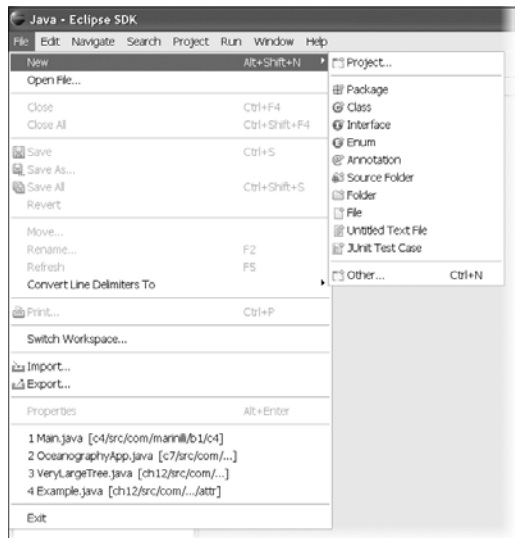 Java - Eclipse SDK
File Edit Navigate Search Project Run Window Help
New Alt+Shift+N
Open File...
Close Ctrl+F4
Close All Ctrl+Shift+F4
Save Ctrl+S
Save As...
Save All Ctrl+Shift+S
Revert
Move...
Rename... F2
Refresh F5
Convert Line Delimiters To
Print... Ctrl+P
Switch Workspace...
Import...
Export...
Properties Alt+Enter
1 Main.java [c4/src/com/marinilli/b1/c4]
2 OceanographyApp.java [c7/src/com/...]
3 VeryLargeTree.java [ch12/src/com/...]
4 Example.java [ch12/src/com/.../attr]
Exit
Project...
Package
Class
Interface
Enum
Annotation
Source Folder
Folder
File
Untitled Text File
JUnit Test Case
Other... Ctrl+N